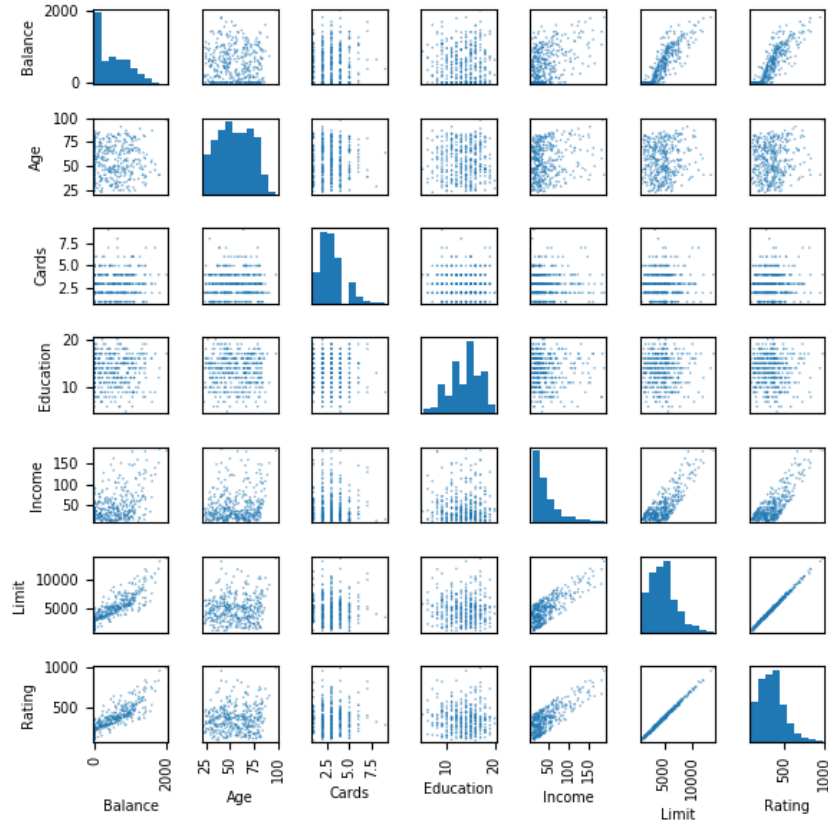 2000
0
Balance
100
75
50
25
Age
7.5
5.0
2.5
Cards
20
10
Education
150
100
50
Income
10000
5000
Limit
1000
500
Rating
0 2000
25 50 75 100
2.5 5.0 7.5
10 20
50 100 150
5000 10000
500 1000
Balance Age Cards Education Income Limit Rating